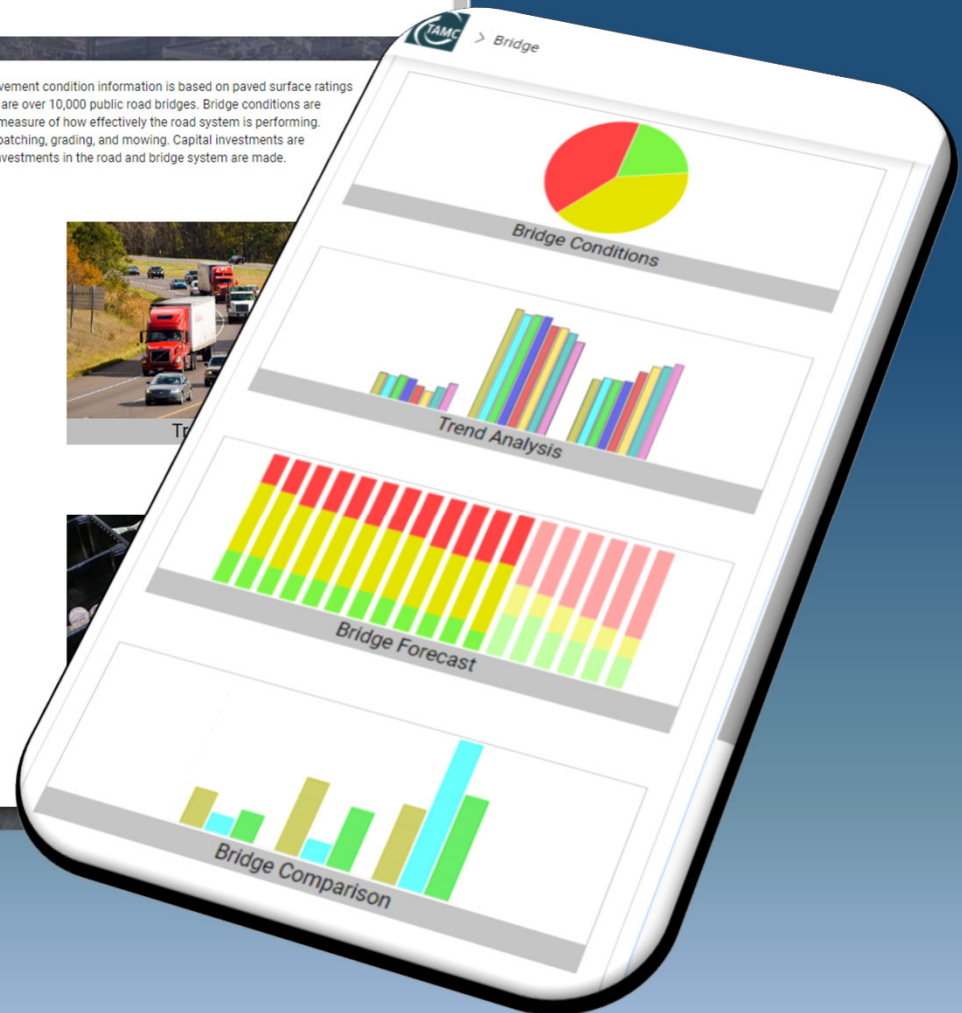 TAMC > Bridge
vement condition information is based on paved surface ratings
are over 10,000 public road bridges. Bridge conditions are
measure of how effectively the road system is performing.
patching, grading, and mowing. Capital investments are
nvestments in the road and bridge system are made.
Bridge Conditions
Tr
Trend Analysis
Bridge Forecast
Bridge Comparison